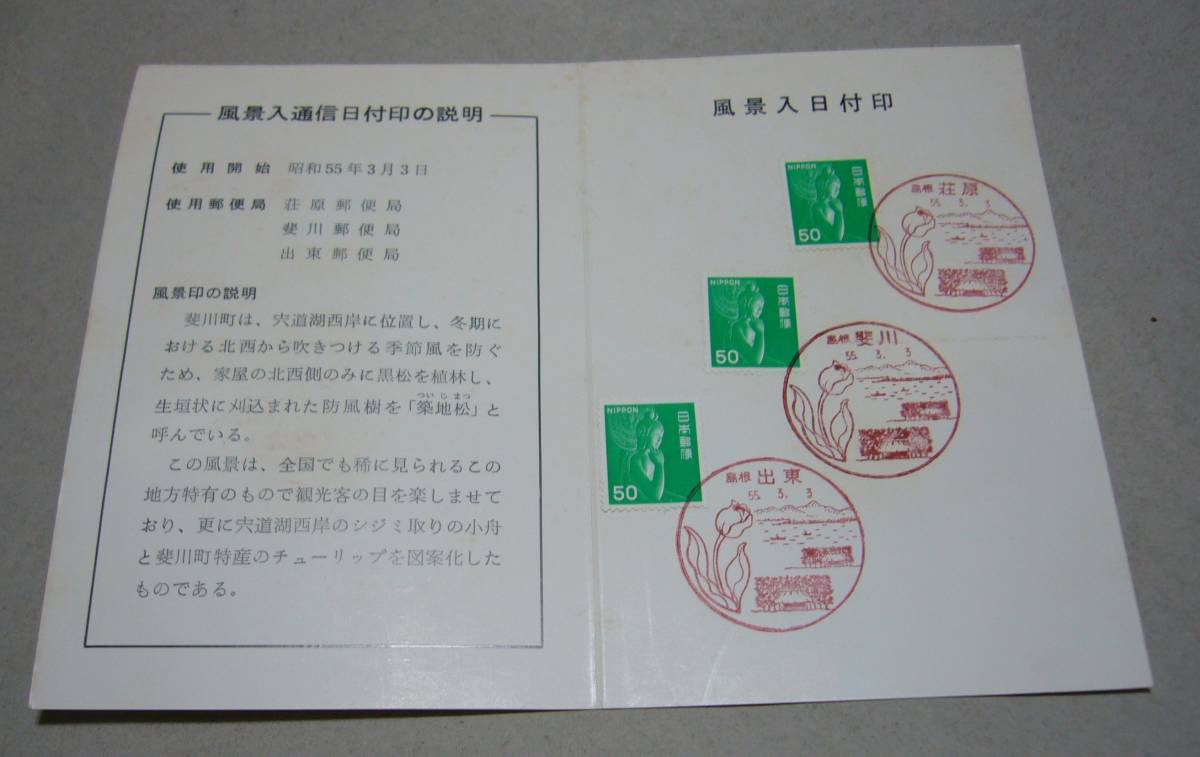 風景入通信日付印の説明
使用開始 昭和55年3月3日
使用郵便局 荘原郵便局
斐川郵便局
出東郵便局
風景印の説明
斐川町は、宍道湖西岸に位置し、冬期に
おける北西から吹きつける季節風を防ぐ
ため、家屋の北西側のみに黒松を植林し、
ついじまつ
生垣状に刈込まれた防風樹を「築地松」と
呼んでいる。
この風景は、全国でも稀に見られるこの
地方特有のもので観光客の目を楽しませて
おり、更に宍道湖西岸のシジミ取りの小舟
と斐川町特産のチューリップを図案化した
ものである。
風景入日付印
NIPPON
日本郵便
50
島根 荘原
55. 3. 3
NIPPON
日本郵便
50
島根 斐川
55. 3. 3
NIPPON
日本郵便
50
島根 出東
55. 3. 3